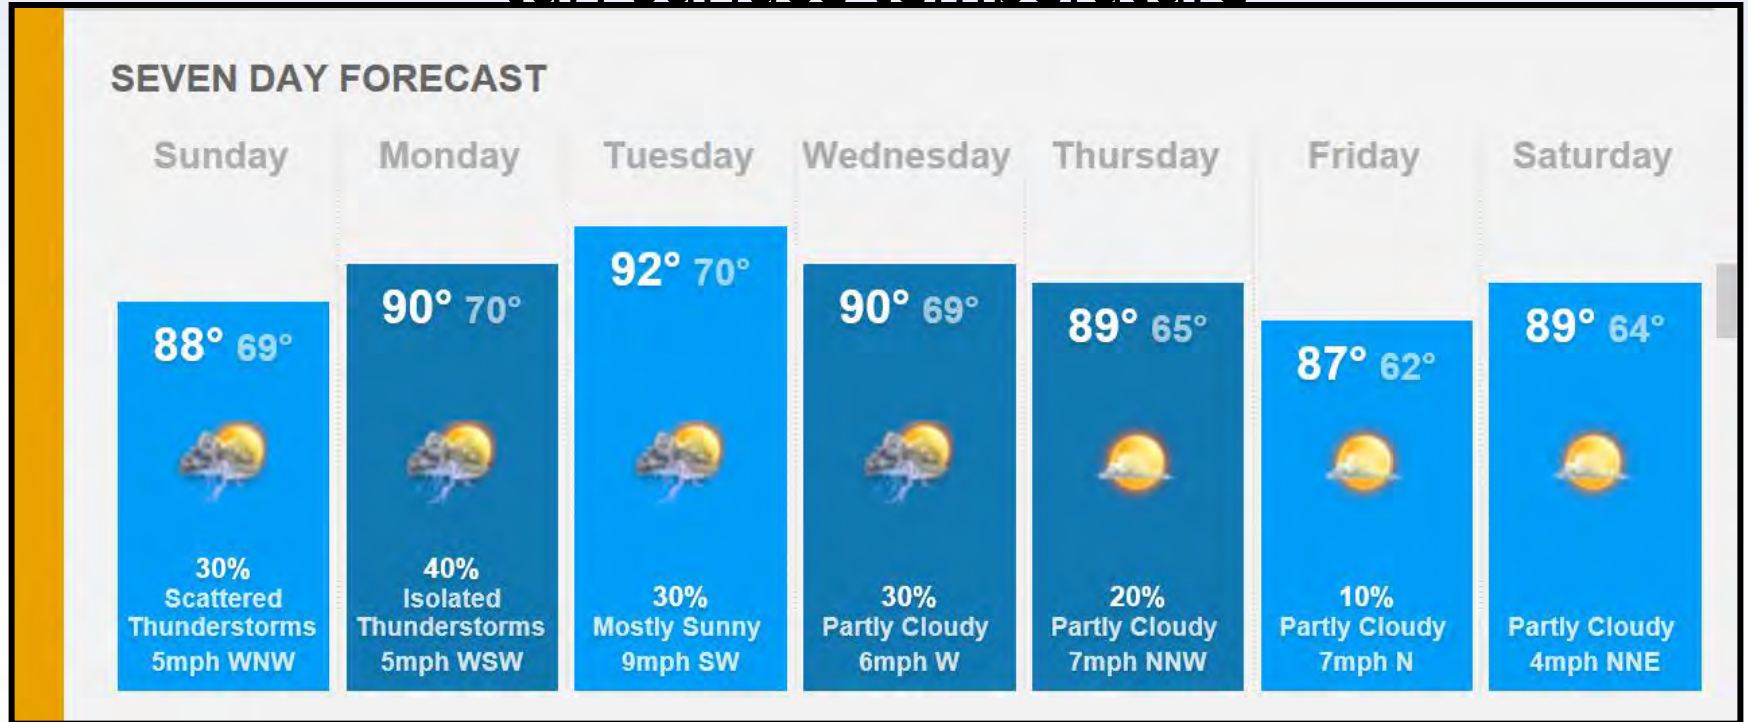 SEVEN DAY FORECAST
Sunday Monday Tuesday Wednesday Thursday Friday Saturday
88° 69°
30%
Scattered
Thunderstorms
5mph WNW
90° 70°
40%
Isolated
Thunderstorms
5mph WSW
92° 70°
30%
Mostly Sunny
9mph SW
90° 69°
30%
Partly Cloudy
6mph W
89° 65°
20%
Partly Cloudy
7mph NNW
87° 62°
10%
Partly Cloudy
7mph N
89° 64°
Partly Cloudy
4mph NNE